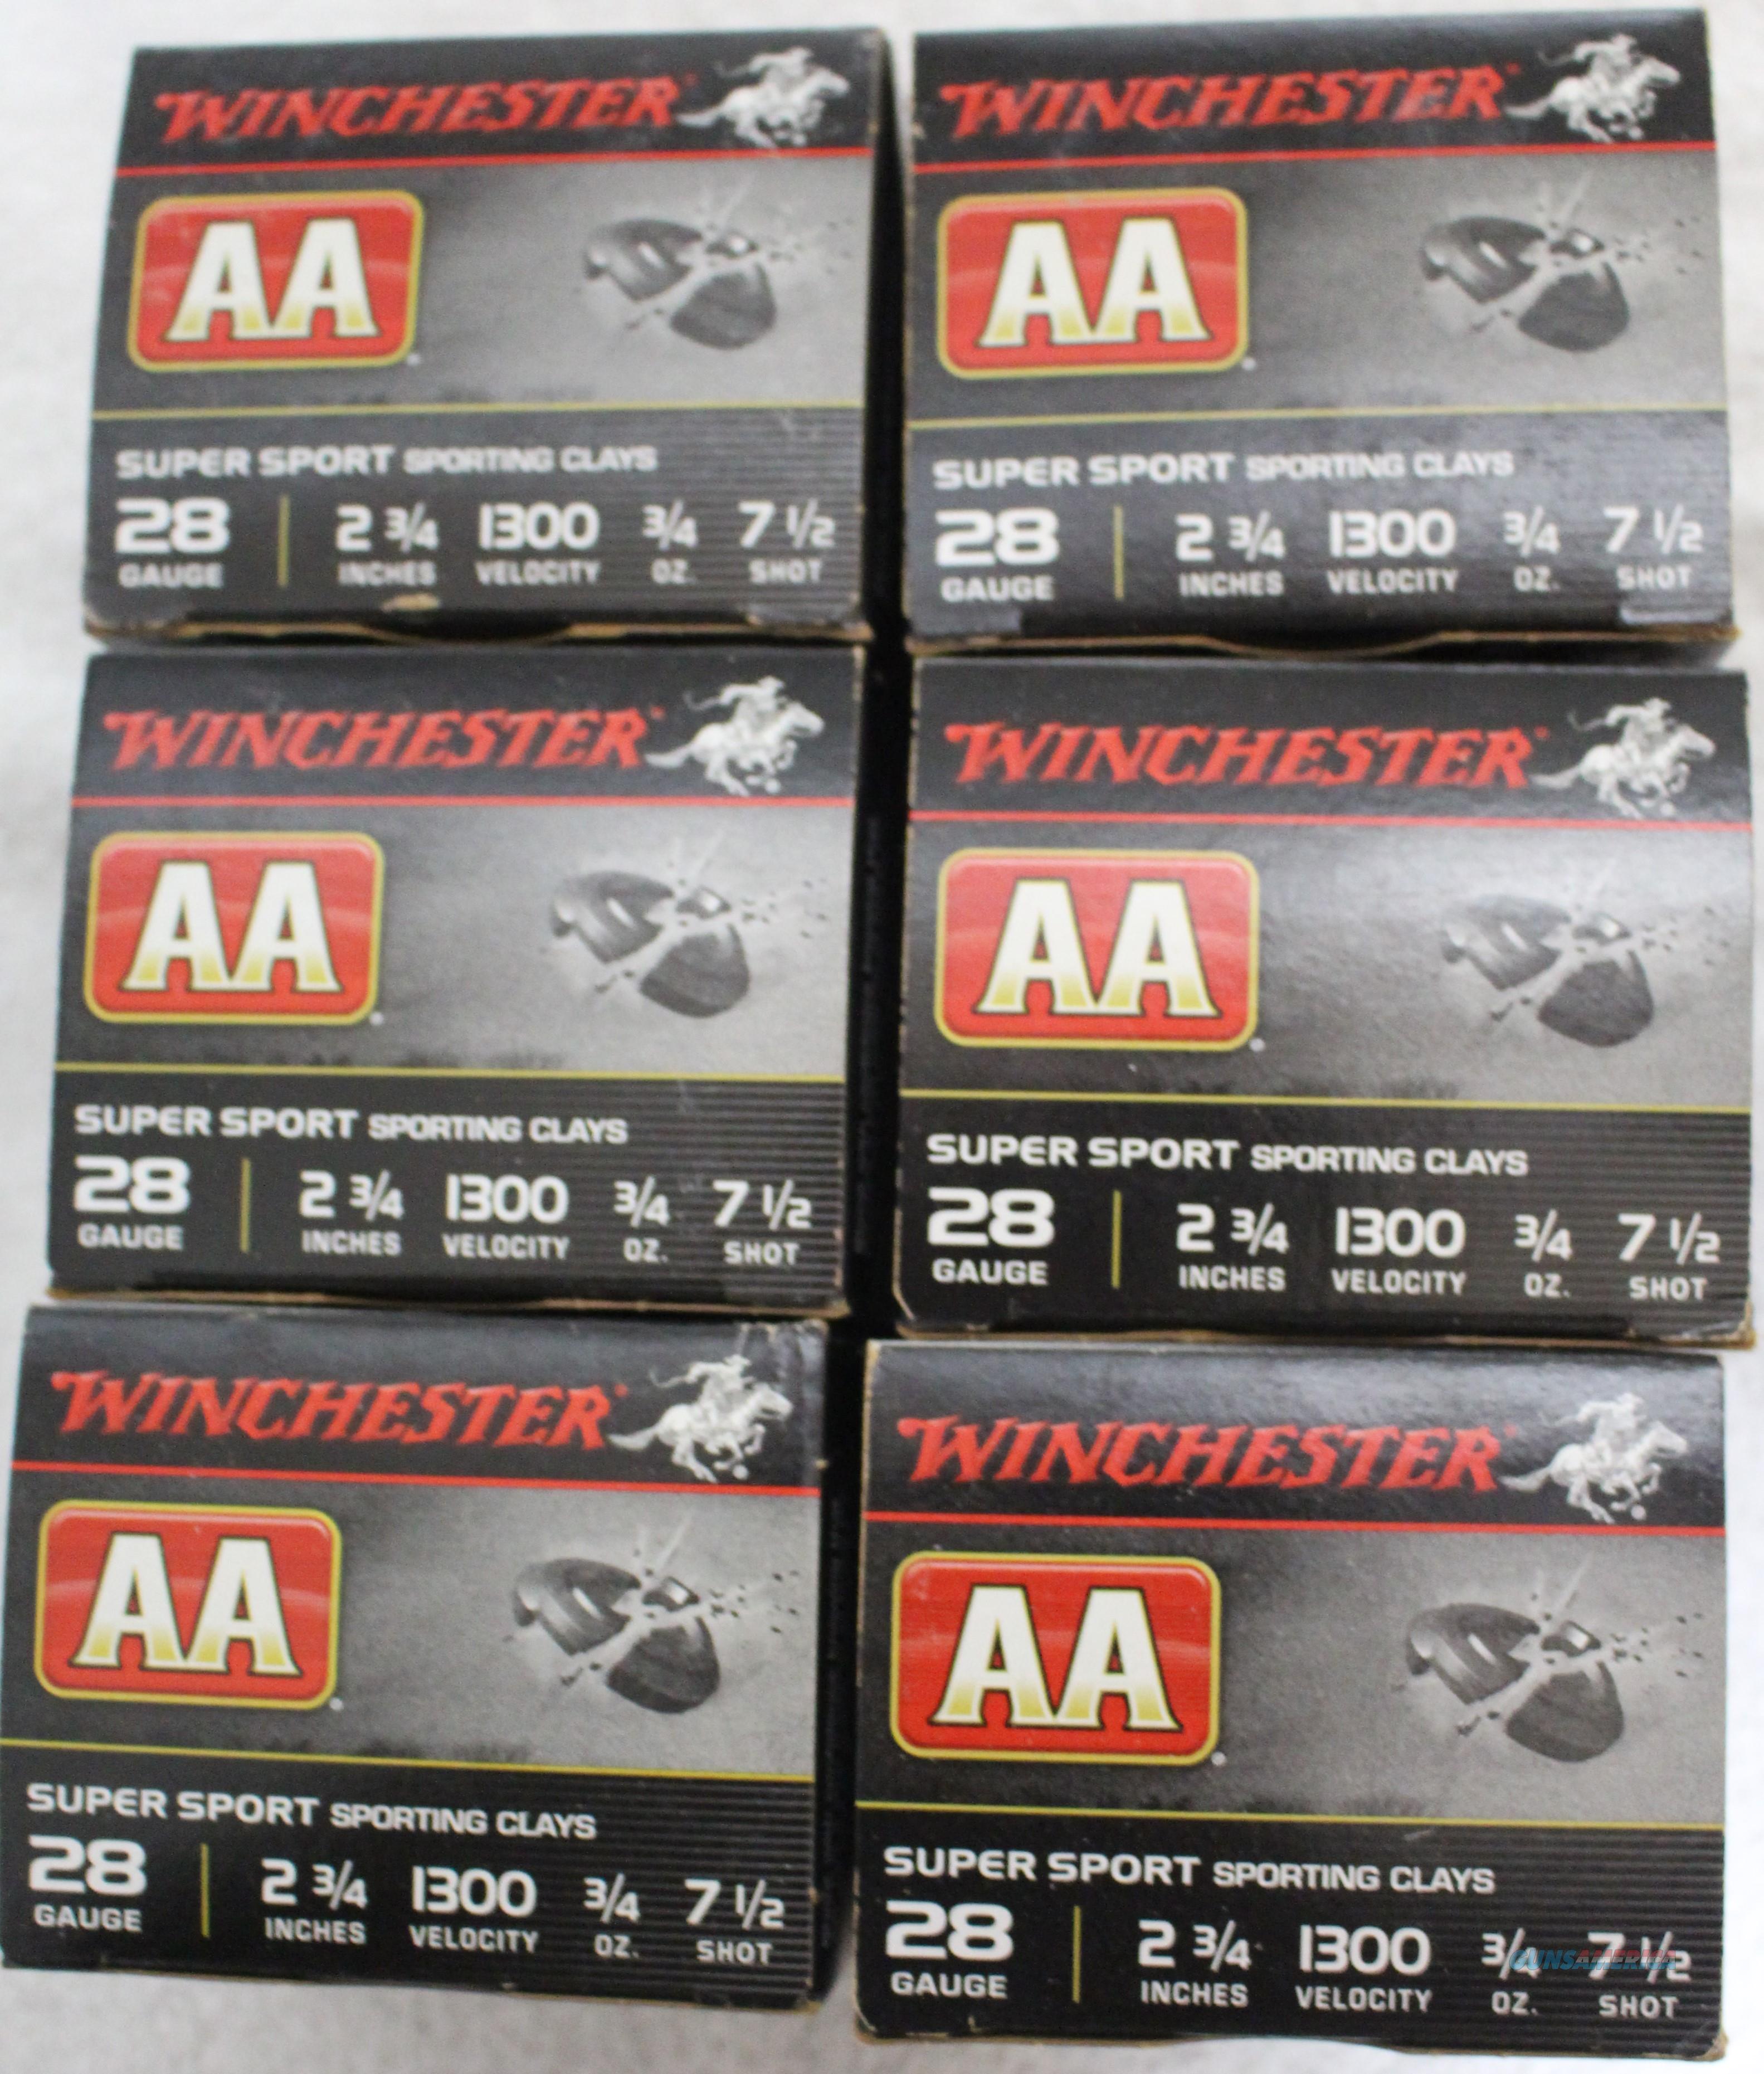 WINCHESTER
AA
SUPER SPORT SPORTING CLAYS
28 2 3/4 1300 3/4 7 1/2
GAUGE INCHES VELOCITY OZ. SHOT
WINCHESTER
AA
SUPER SPORT SPORTING CLAYS
28 2 3/4 1300 3/4 7 1/2
GAUGE INCHES VELOCITY OZ. SHOT
WINCHESTER
AA
SUPER SPORT SPORTING CLAYS
28 2 3/4 1300 3/4 7 1/2
GAUGE INCHES VELOCITY OZ. SHOT
WINCHESTER
AA
SUPER SPORT SPORTING CLAYS
28 2 3/4 1300 3/4 7 1/2
GAUGE INCHES VELOCITY OZ. SHOT
WINCHESTER
AA
SUPER SPORT SPORTING CLAYS
28 2 3/4 1300 3/4 7 1/2
GAUGE INCHES VELOCITY OZ. SHOT
WINCHESTER
AA
SUPER SPORT SPORTING CLAYS
28 2 3/4 1300 3/4 7 1/2
GAUGE INCHES VELOCITY OZ. SHOT
GUNSAMERICA